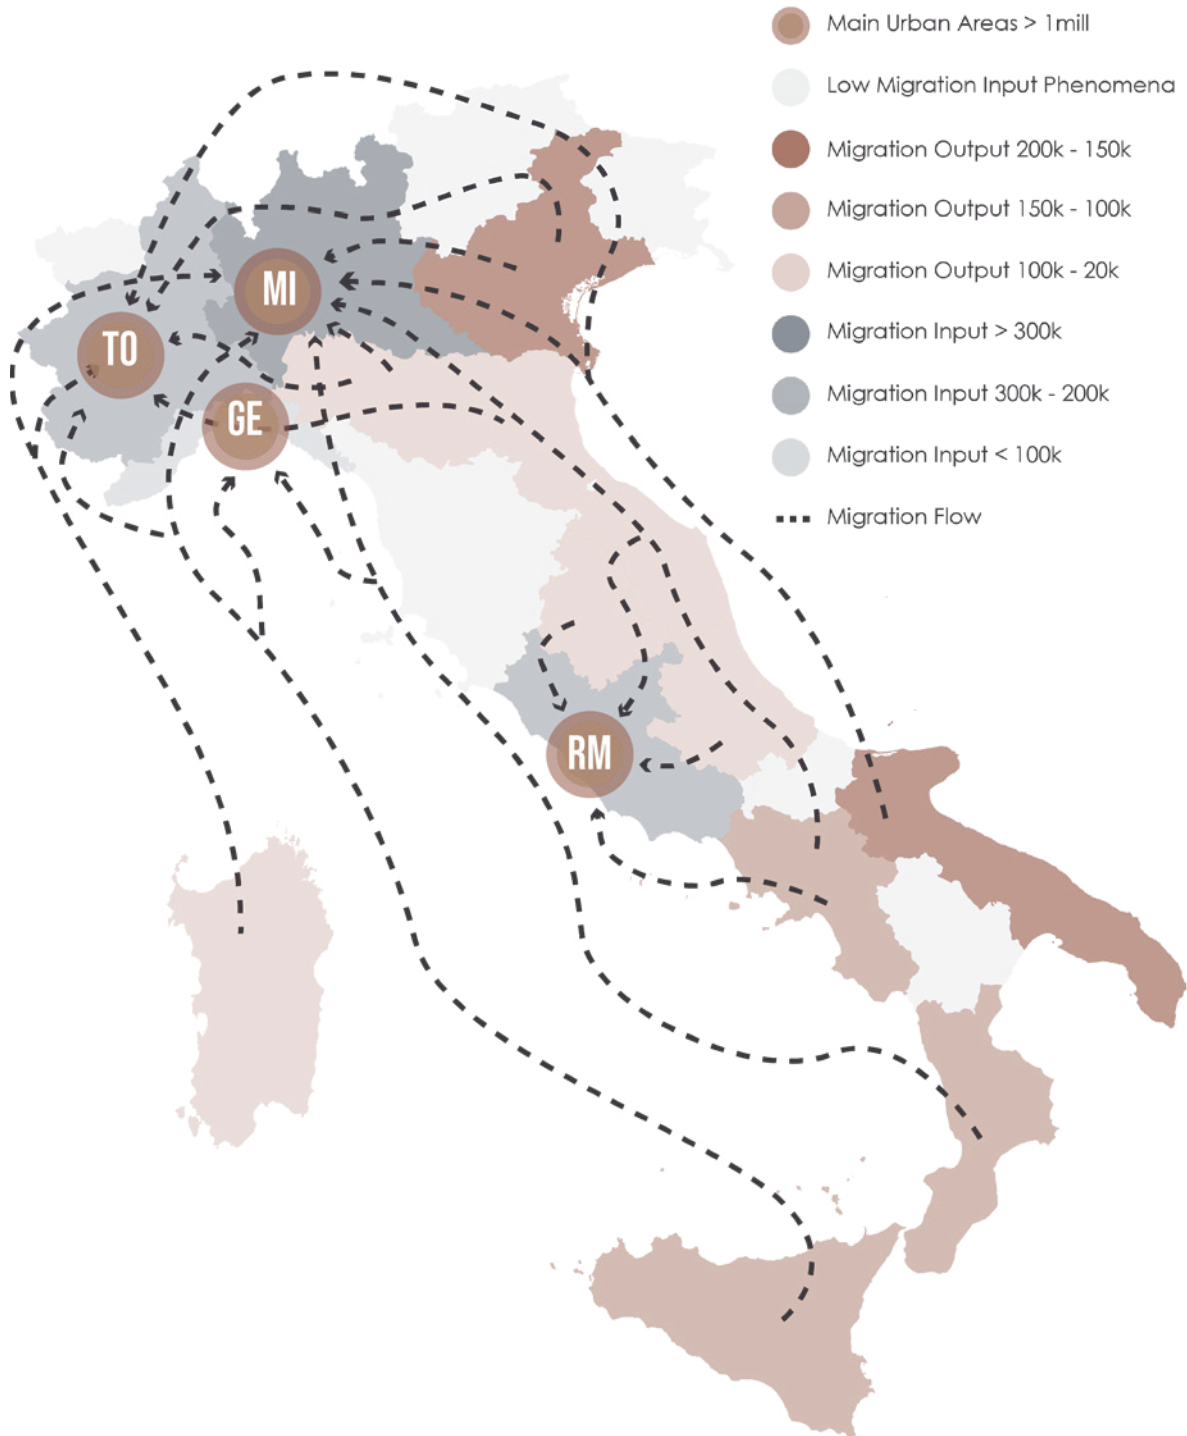 Main Urban Areas > 1mill
Low Migration Input Phenomena
Migration Output 200k - 150k
Migration Output 150k - 100k
Migration Output 100k - 20k
Migration Input > 300k
Migration Input 300k - 200k
Migration Input < 100k
Migration Flow
MI
TO
GE
RM